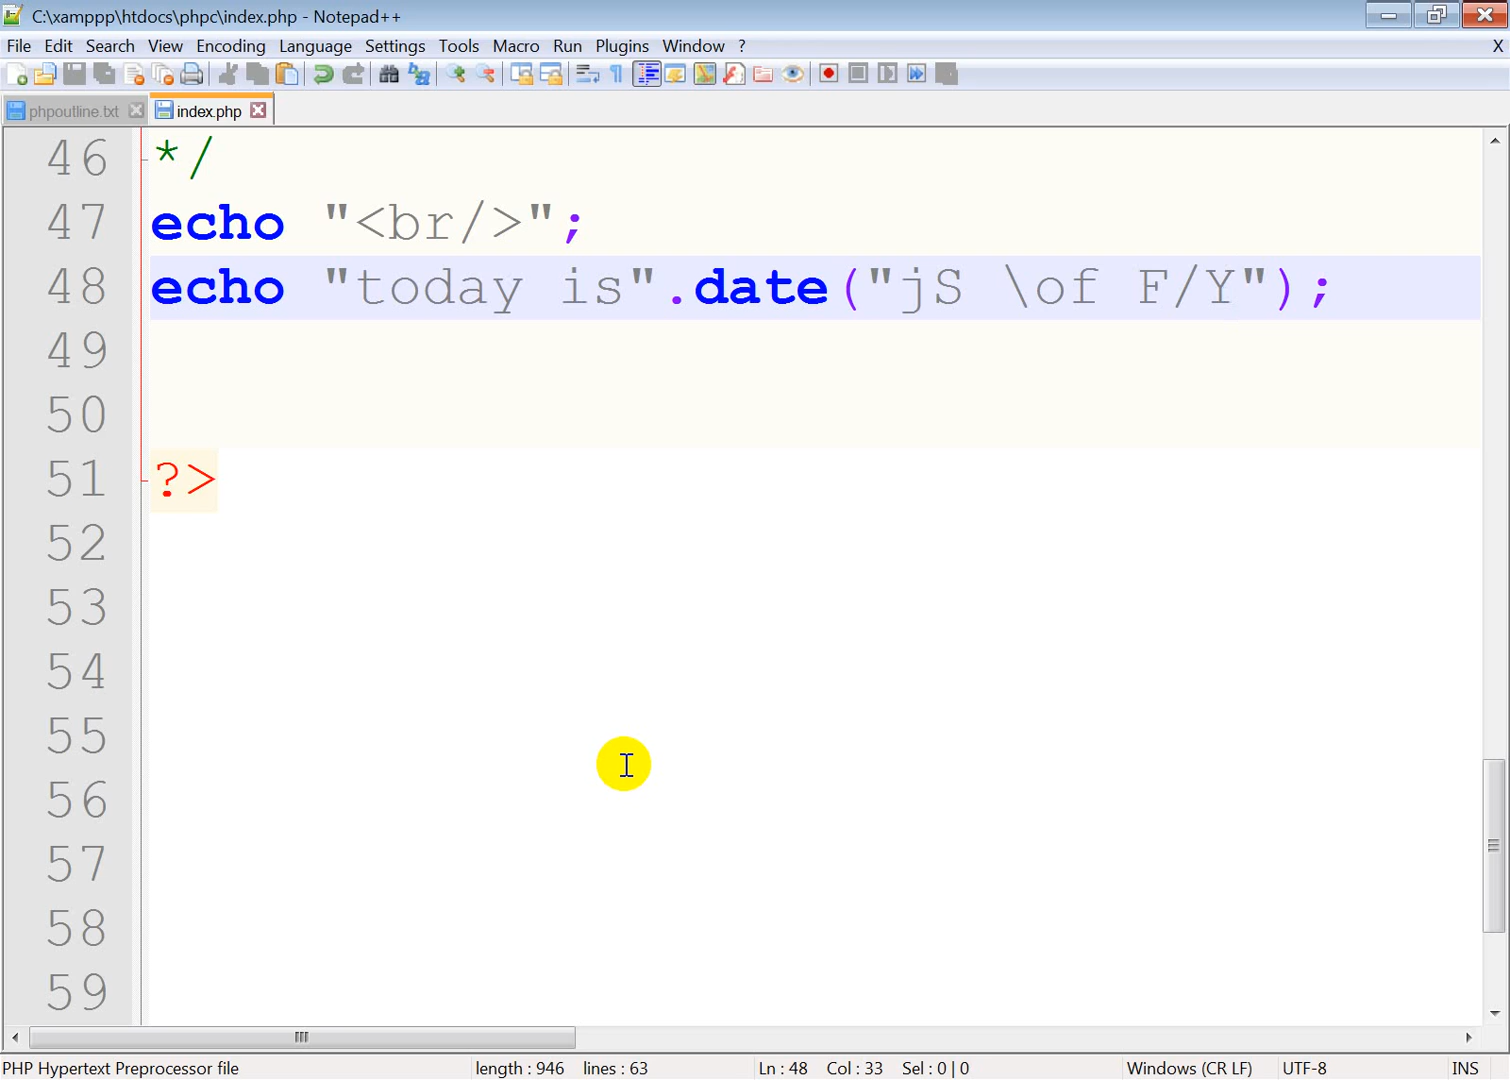 C:\xamppp\htdocs\phpc\index.php - Notepad++
File Edit Search View Encoding Language Settings Tools Macro Run Plugins Window ? X
phpoutline.txt index.php
46 */
47 echo "<br/>";
48 echo "today is".date("jS \of F/Y");
49
50
51 ?>
52
53
54
55
56
57
58
59
PHP Hypertext Preprocessor file length : 946 lines : 63 Ln : 48 Col : 33 Sel : 0 | 0 Windows (CR LF) UTF-8 INS